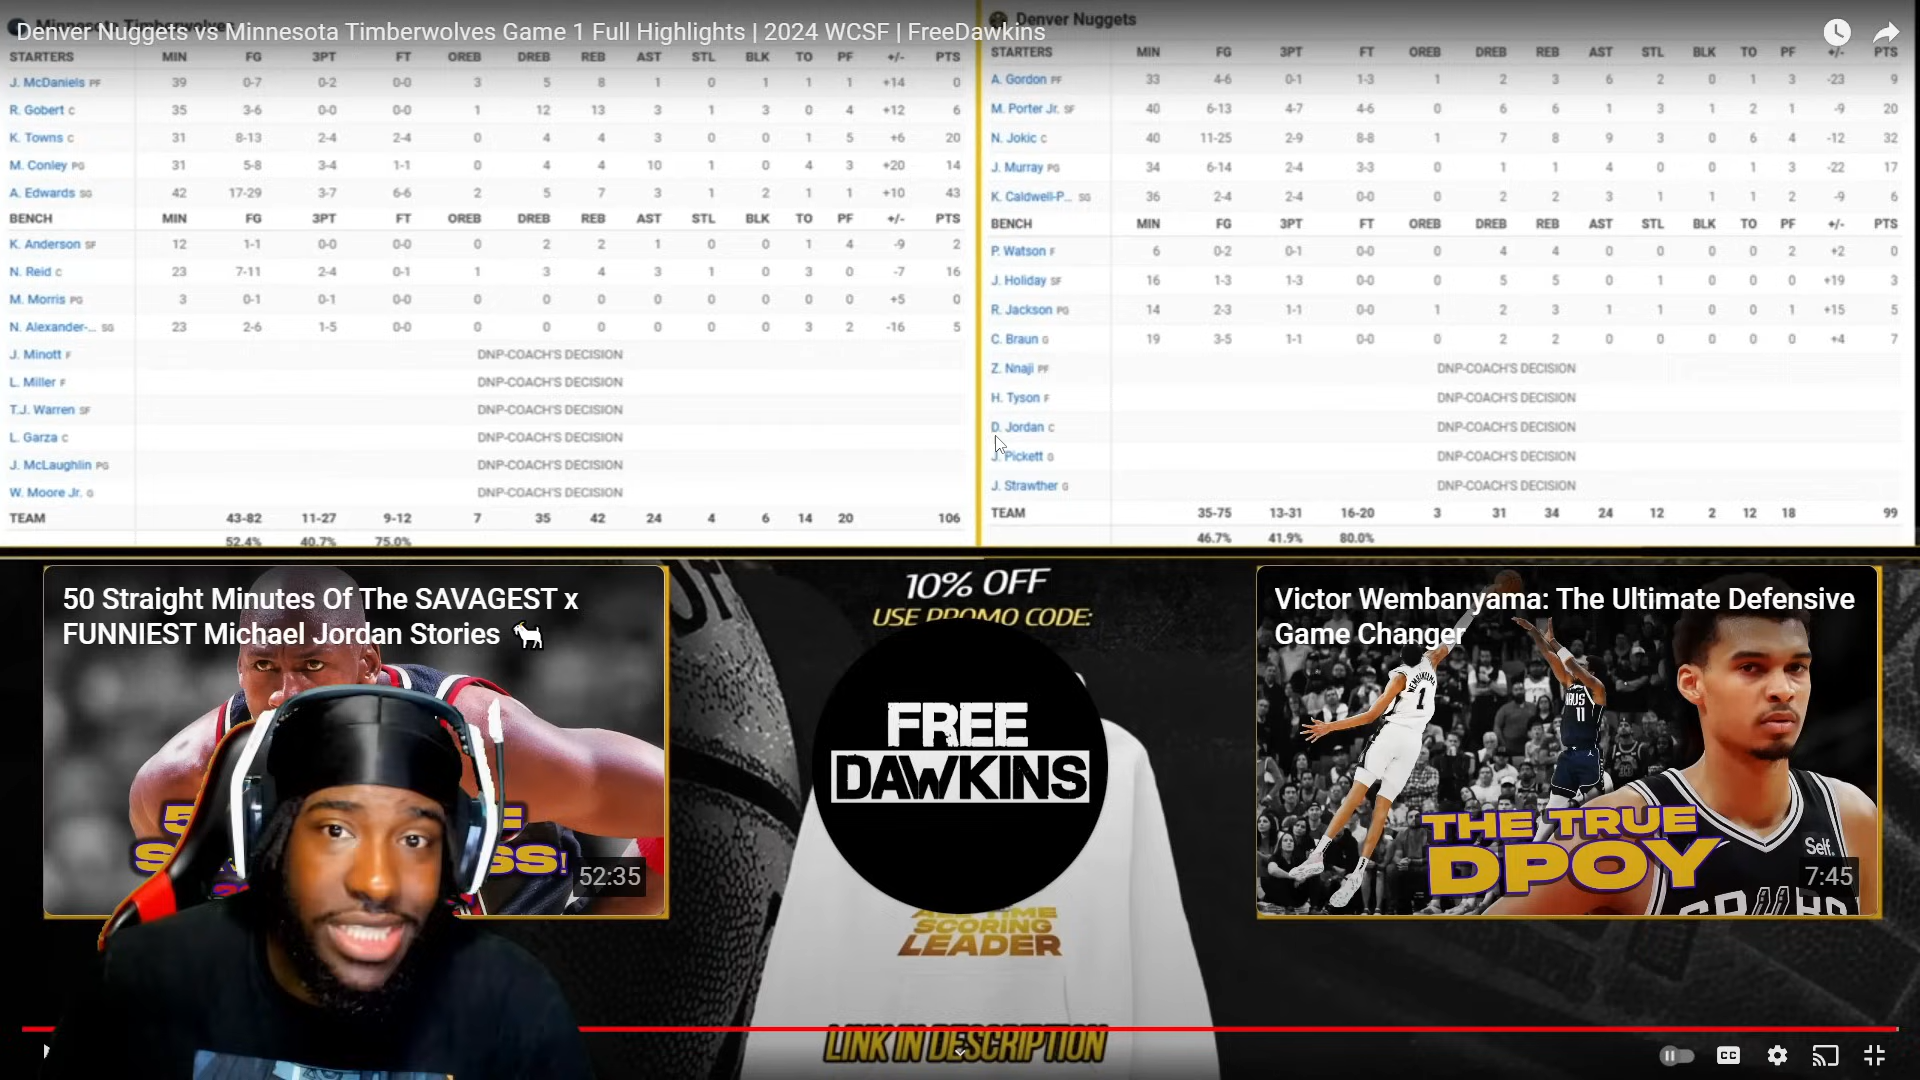 Denver Nuggets vs Minnesota Timberwolves Game 1 Full Highlights | 2024 WCSF | FreeDawkins
Minnesota Timberwolves
STARTERS MIN FG 3PT FT OREB DREB REB AST STL BLK TO PF +/- PTS
J. McDaniels PF 39 0-7 0-2 0-0 3 5 8 1 0 1 1 1 +14 0
R. Gobert C 35 3-6 0-0 0-0 1 12 13 3 1 3 0 4 +12 6
K. Towns C 31 8-13 2-4 2-4 0 4 4 3 0 0 1 5 +6 20
M. Conley PG 31 5-8 3-4 1-1 0 4 4 10 1 0 4 3 +20 14
A. Edwards SG 42 17-29 3-7 6-6 2 5 7 3 1 2 1 1 +10 43
BENCH MIN FG 3PT FT OREB DREB REB AST STL BLK TO PF +/- PTS
K. Anderson SF 12 1-1 0-0 0-0 0 2 2 1 0 0 1 4 -9 2
N. Reid C 23 7-11 2-4 0-1 1 3 4 3 1 0 3 0 -7 16
M. Morris PG 3 0-1 0-1 0-0 0 0 0 0 0 0 0 0 +5 0
N. Alexander-... SG 23 2-6 1-5 0-0 0 0 0 0 0 0 3 2 -16 5
J. Minott F DNP-COACH'S DECISION
L. Miller F DNP-COACH'S DECISION
T.J. Warren SF DNP-COACH'S DECISION
L. Garza C DNP-COACH'S DECISION
J. McLaughlin PG DNP-COACH'S DECISION
W. Moore Jr. G DNP-COACH'S DECISION
TEAM 43-82 11-27 9-12 7 35 42 24 4 6 14 20 106
52.4% 40.7% 75.0%
Denver Nuggets
STARTERS MIN FG 3PT FT OREB DREB REB AST STL BLK TO PF +/- PTS
A. Gordon PF 33 4-6 0-1 1-3 1 2 3 6 2 0 1 3 -23 9
M. Porter Jr. SF 40 6-13 4-7 4-6 0 6 6 1 3 1 2 1 -9 20
N. Jokic C 40 11-25 2-9 8-8 1 7 8 9 3 0 6 4 -12 32
J. Murray PG 34 6-14 2-4 3-3 0 1 1 4 0 0 1 3 -22 17
K. Caldwell-P... SG 36 2-4 2-4 0-0 0 2 2 3 1 1 1 2 -9 6
BENCH MIN FG 3PT FT OREB DREB REB AST STL BLK TO PF +/- PTS
P. Watson F 6 0-2 0-1 0-0 0 4 4 0 0 0 0 2 +2 0
J. Holiday SF 16 1-3 1-3 0-0 0 5 5 0 1 0 0 0 +19 3
R. Jackson PG 14 2-3 1-1 0-0 1 2 3 1 1 0 0 1 +15 5
C. Braun G 19 3-5 1-1 0-0 0 2 2 0 0 0 0 0 +4 7
Z. Nnaji PF DNP-COACH'S DECISION
H. Tyson F DNP-COACH'S DECISION
D. Jordan C DNP-COACH'S DECISION
J. Pickett G DNP-COACH'S DECISION
J. Strawther G DNP-COACH'S DECISION
TEAM 35-75 13-31 16-20 3 31 34 24 12 2 12 18 99
46.7% 41.9% 80.0%
50 Straight Minutes Of The SAVAGEST x
FUNNIEST Michael Jordan Stories
52:35
10% OFF
USE PROMO CODE:
FREE
DAWKINS
ALL TIME
SCORING
LEADER
LINK IN DESCRIPTION
Victor Wembanyama: The Ultimate Defensive
Game Changer
WEMBANYAMA
1
11
THE TRUE
DPOY
Self.
7:45
CC